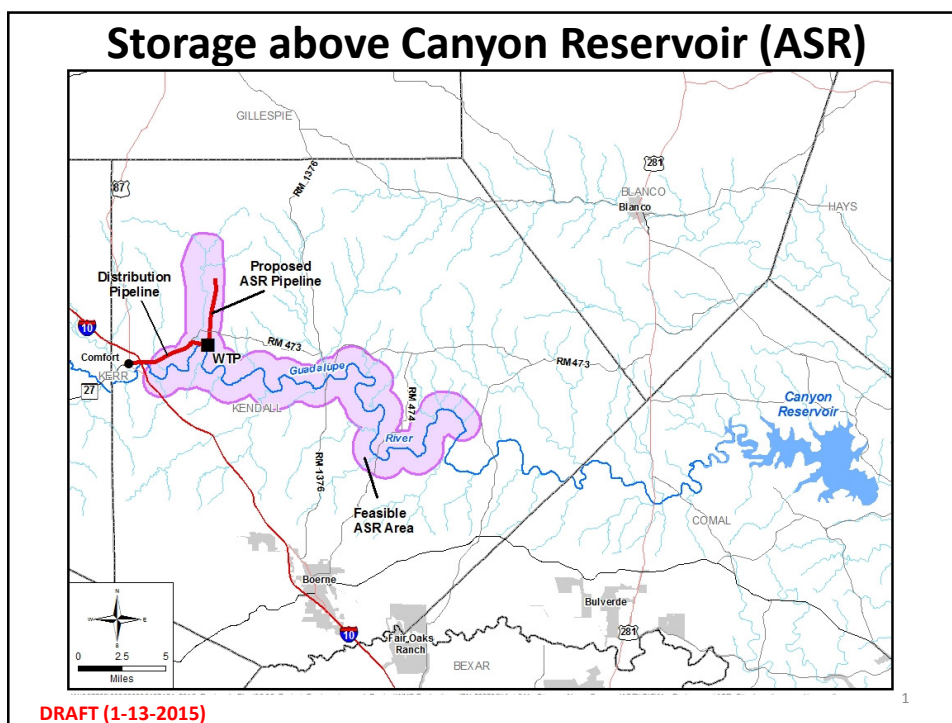 Storage above Canyon Reservoir (ASR)
GILLESPIE
87
RM 1376
281
BLANCO
Blanco
HAYS
Distribution
Pipeline
Proposed
ASR Pipeline
10
Comfort
WTP
RM 473
RM 473
KERR
27
Guadalupe
KENDALL
RM 474
River
Canyon
Reservoir
RM 1376
Feasible
ASR Area
COMAL
Boerne
Bulverde
10
Fair Oaks
Ranch
281
BEXAR
N
W
E
S
0 2.5 5
Miles
1
DRAFT (1-13-2015)